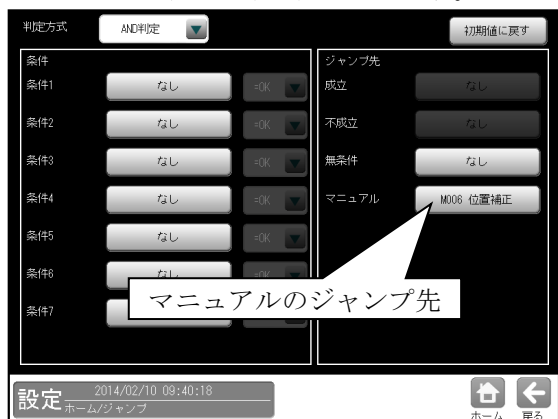 判定方式
AND判定
初期値に戻す
条件
条件1 なし =OK
条件2 なし =OK
条件3 なし =OK
条件4 なし =OK
条件5 なし =OK
条件6 なし =OK
条件7
ジャンプ先
成立 なし
不成立 なし
無条件 なし
マニュアル M006 位置補正
マニュアルのジャンプ先
設定 2014/02/10 09:40:18
ホーム/ジャンプ
ホーム 戻る